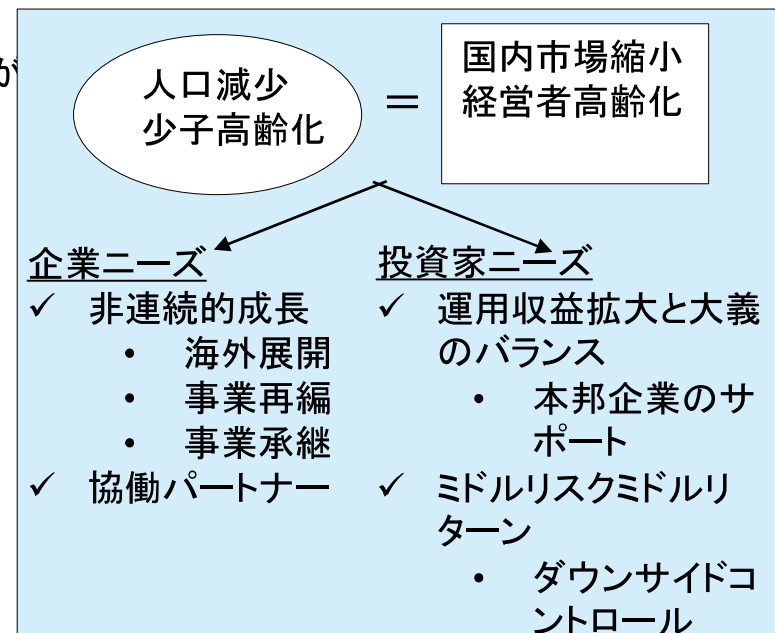 が
人口減少
少子高齢化
＝
国内市場縮小
経営者高齢化
企業ニーズ
✓ 非連続的成長
• 海外展開
• 事業再編
• 事業承継
✓ 協働パートナー
投資家ニーズ
✓ 運用収益拡大と大義
のバランス
• 本邦企業のサ
ポート
✓ ミドルリスクミドルリ
ターン
• ダウンサイドコ
ントロール